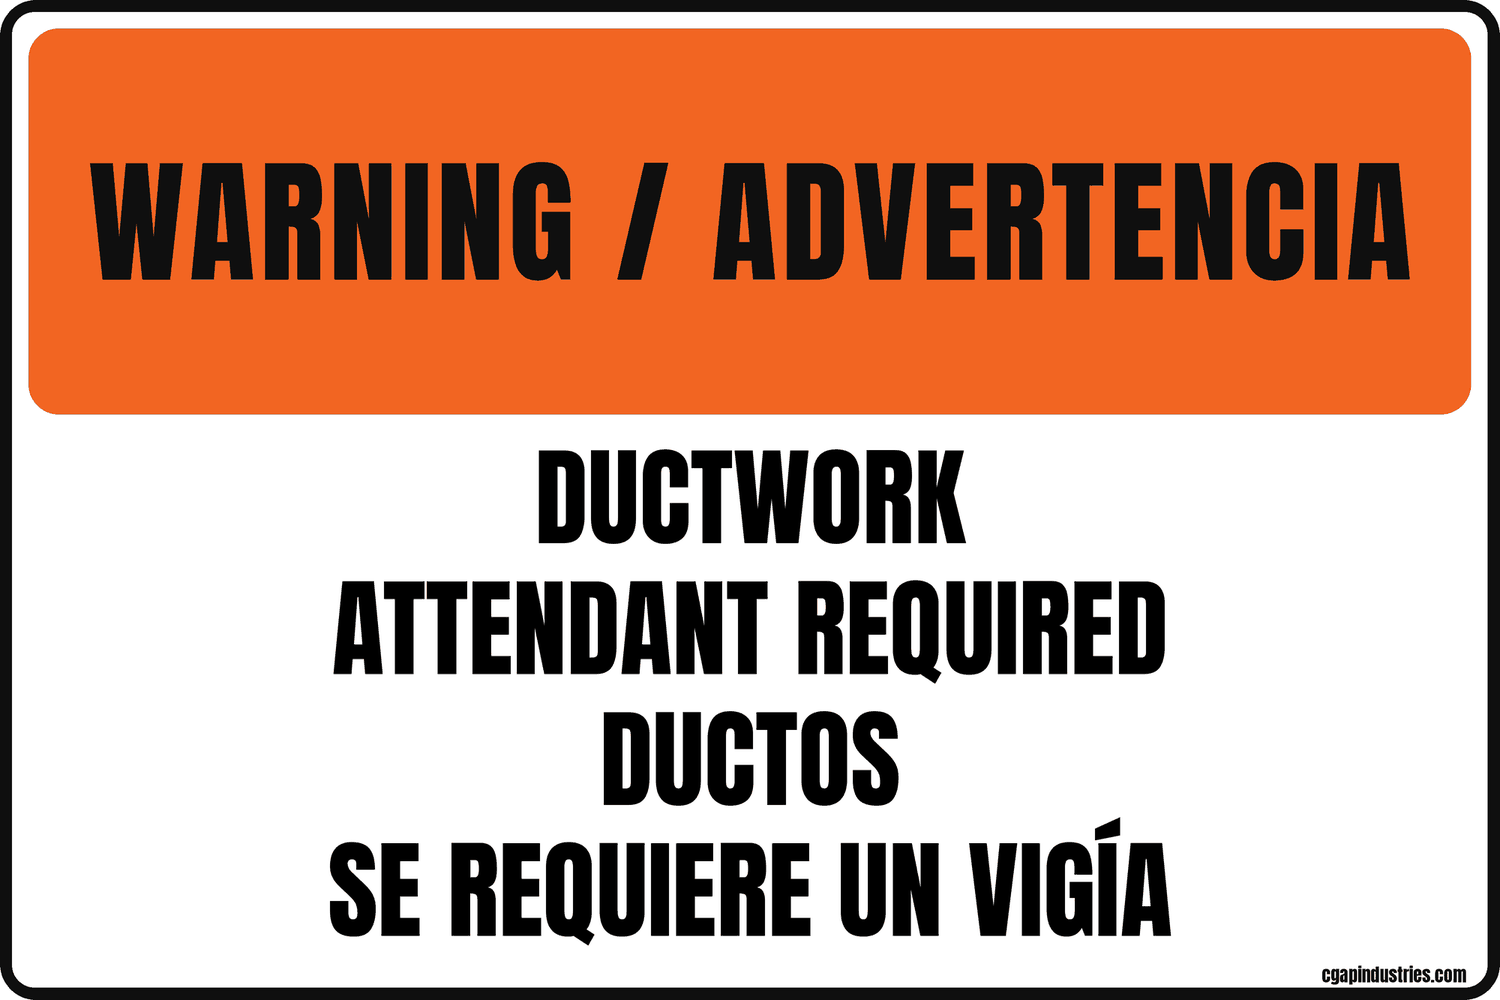 WARNING / ADVERTENCIA
DUCTWORK
ATTENDANT REQUIRED
DUCTOS
SE REQUIERE UN VIGÍA
cgapindustries.com